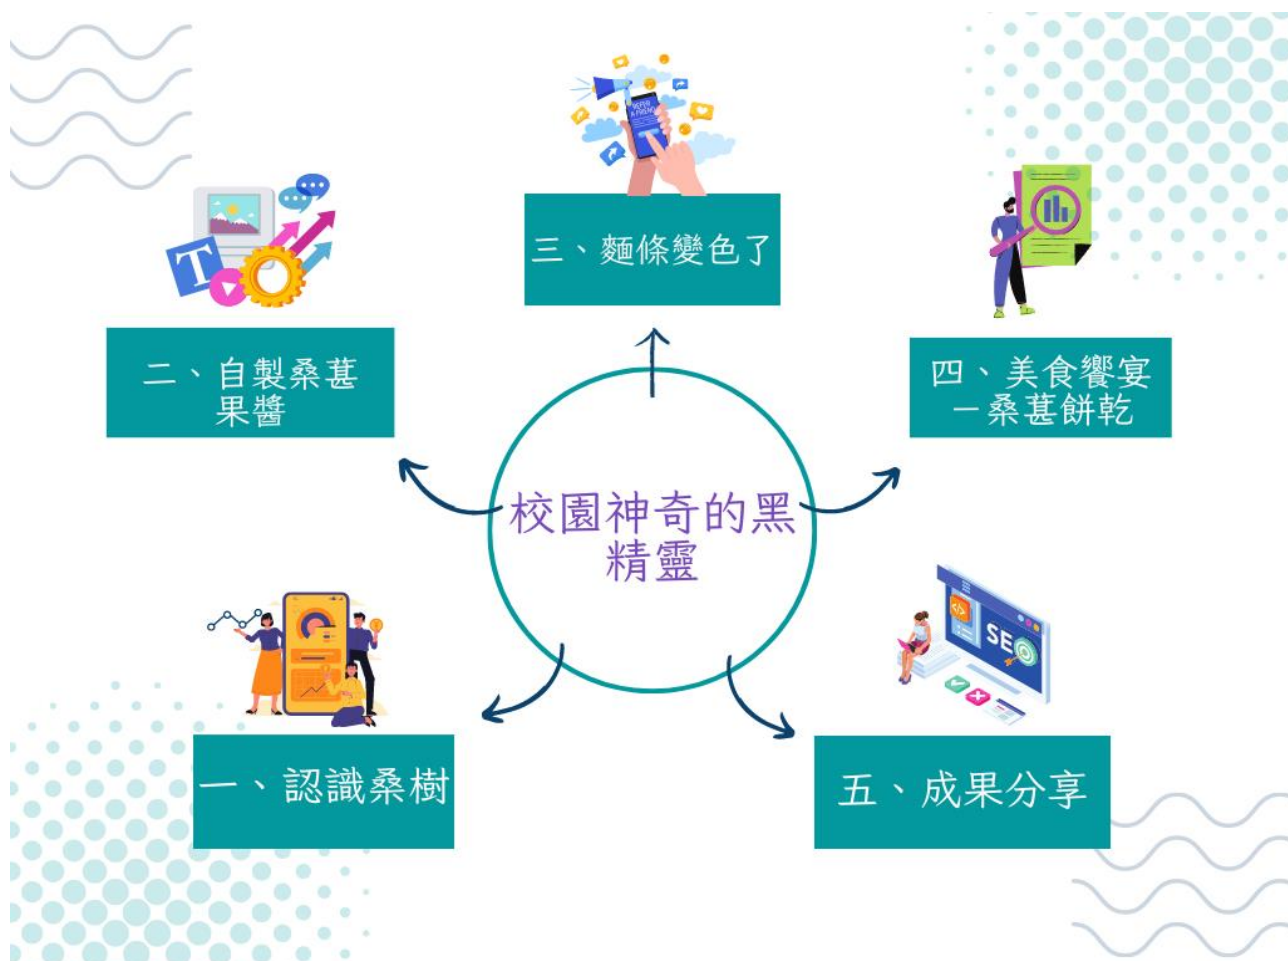 REFER
A FRIEND
三、麵條變色了
T
二、自製桑葚
果醬
四、美食饗宴
－桑葚餅乾
校園神奇的黑
精靈
一、認識桑樹
</>
SEO
五、成果分享